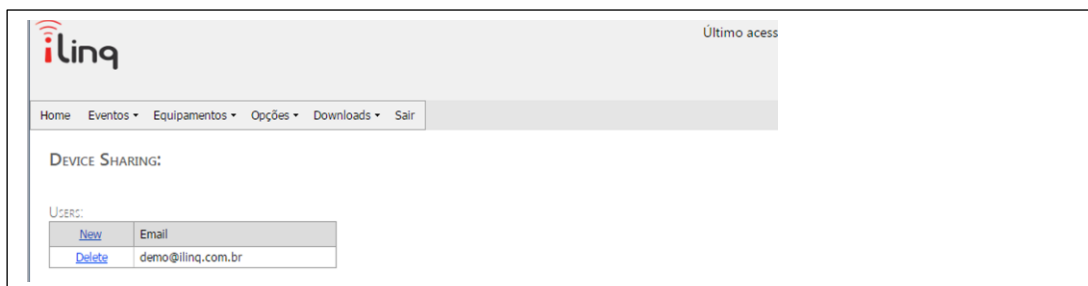 ilinq
Último acess
Home Eventos Equipamentos Opções Downloads Sair
Device Sharing:
Users:
New Email
Delete demo@ilinq.com.br